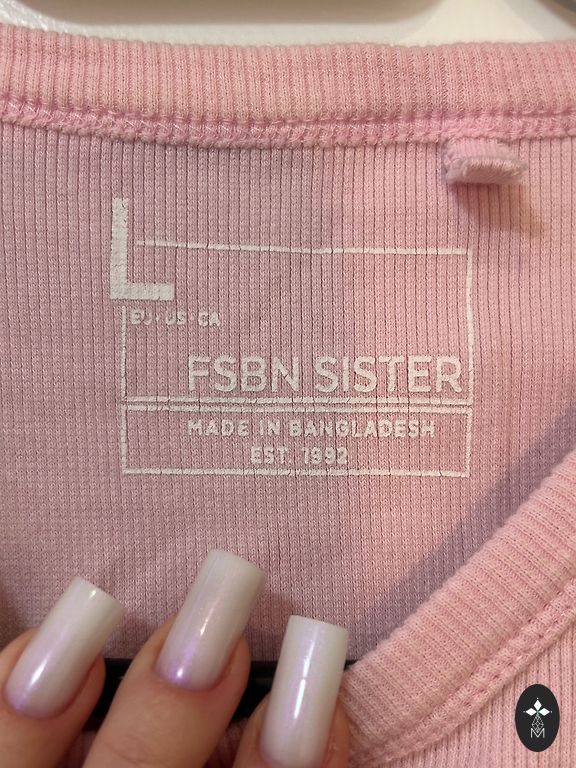 L
EU•US•CA
FSBN SISTER
MADE IN BANGLADESH
EST. 1992